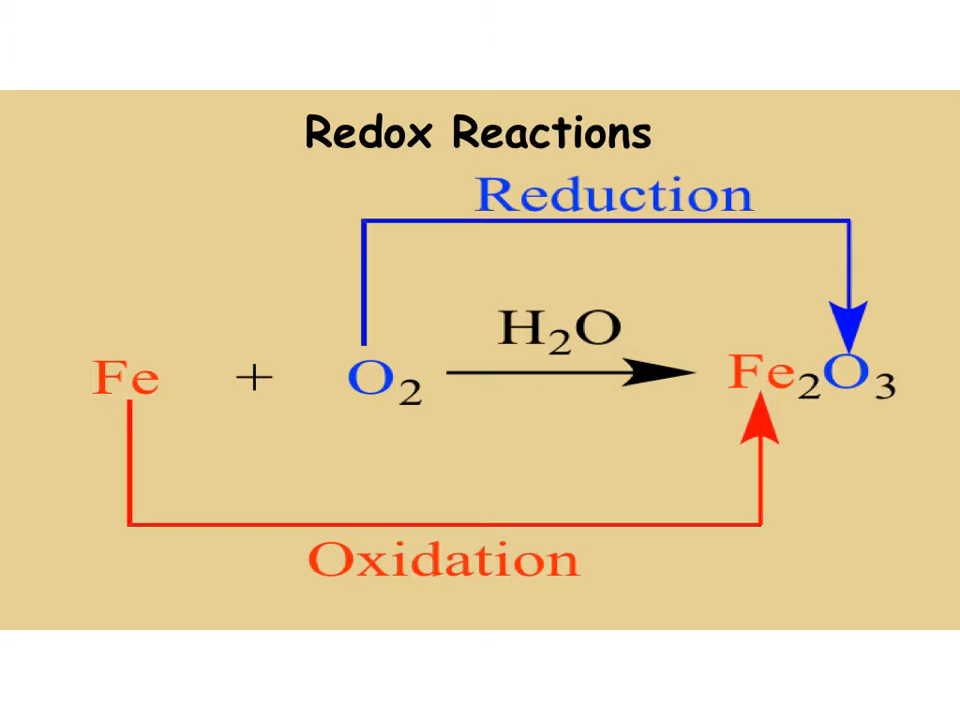 Redox Reactions
Reduction
H₂O
Fe + O₂ Fe₂O₃
Oxidation